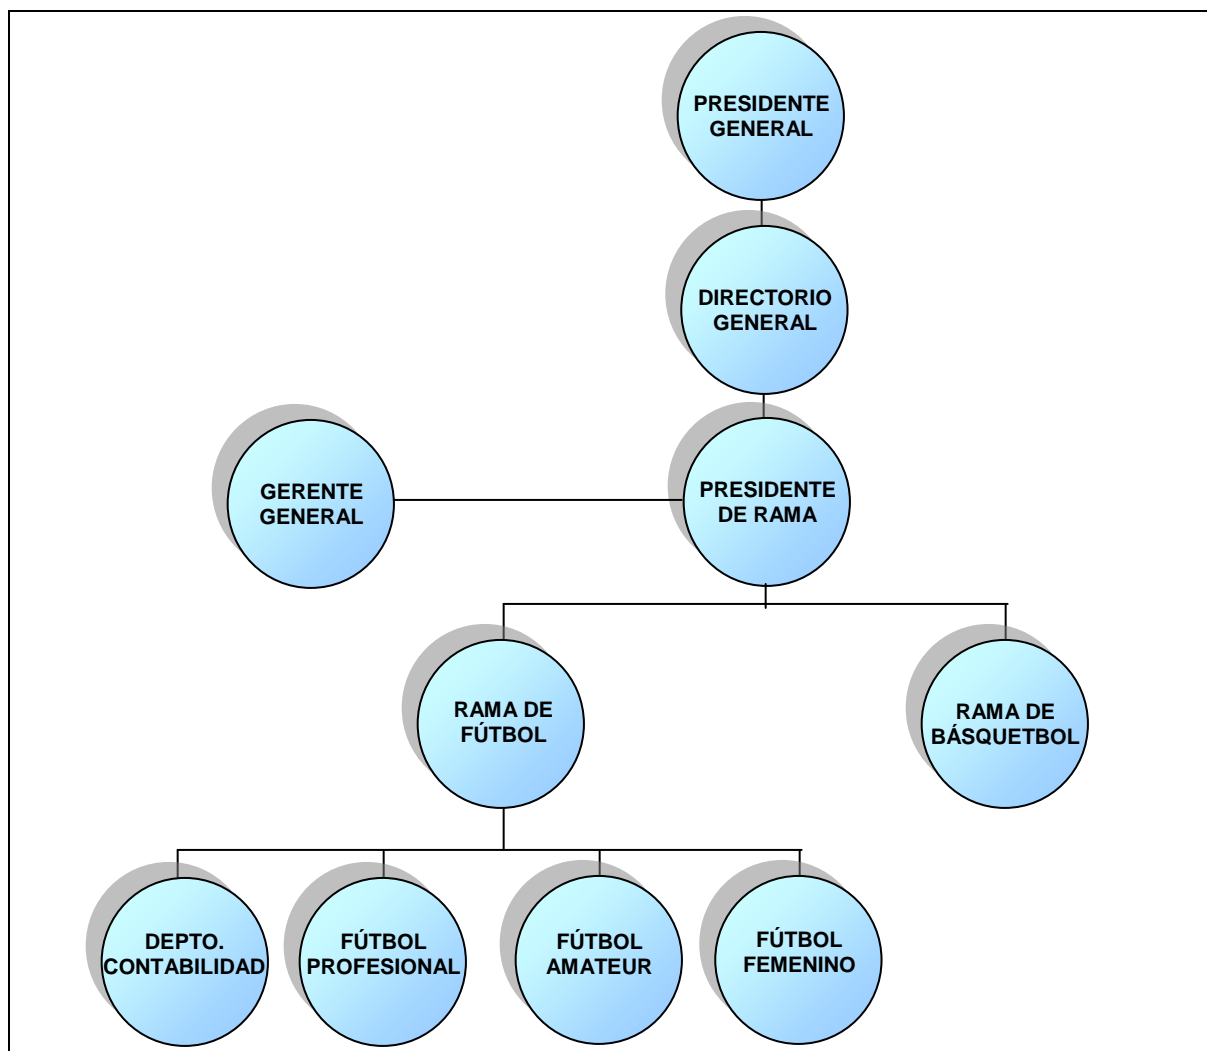 PRESIDENTE
GENERAL
DIRECTORIO
GENERAL
GERENTE
GENERAL
PRESIDENTE
DE RAMA
RAMA DE
FÚTBOL
RAMA DE
BÁSQUETBOL
DEPTO.
CONTABILIDAD
FÚTBOL
PROFESIONAL
FÚTBOL
AMATEUR
FÚTBOL
FEMENINO